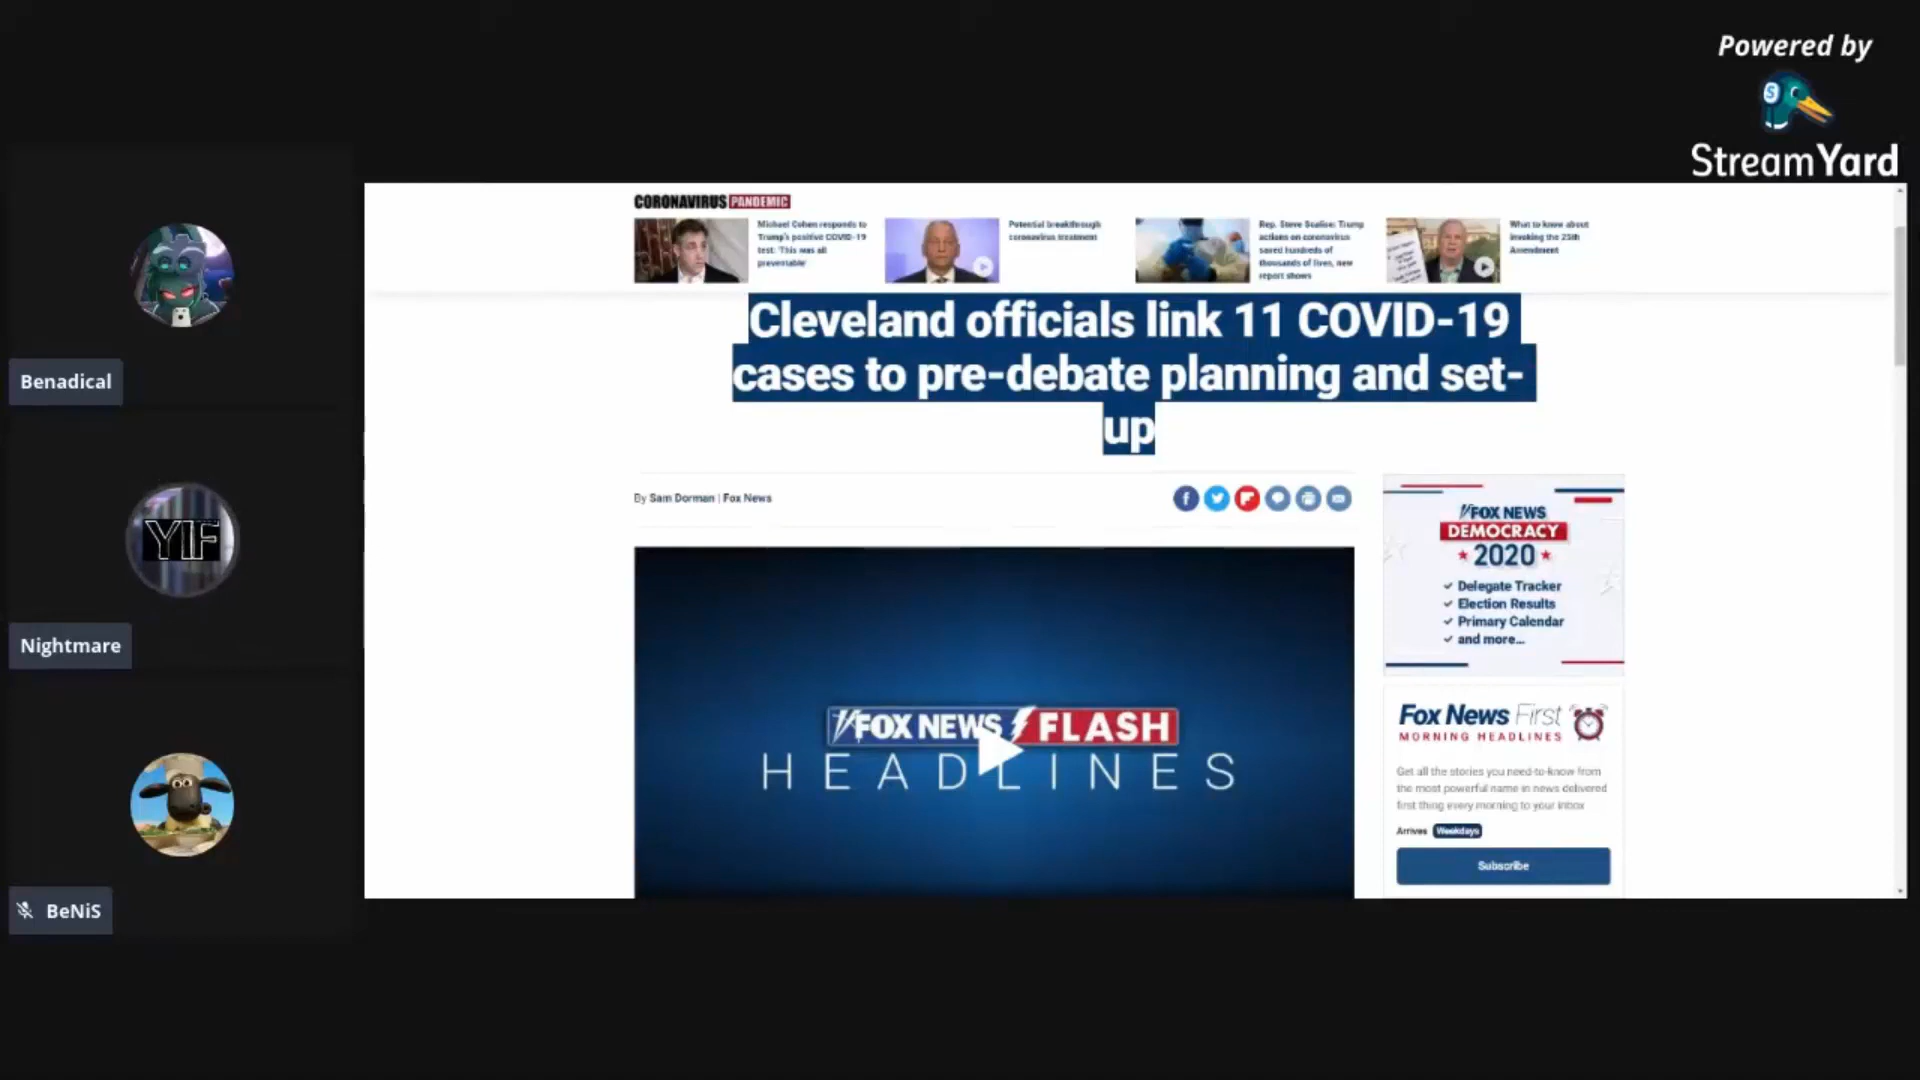 Powered by
StreamYard
CORONAVIRUS PANDEMIC
Michael Cohen responds to
Trump's positive COVID-19
test: 'This was all
preventable'
Potential breakthrough
coronavirus treatment
Rep. Steve Scalise: Trump
actions on coronavirus
saved hundreds of
thousands of lives, new
report shows
What to know about
invoking the 25th
Amendment
Cleveland officials link 11 COVID-19
cases to pre-debate planning and set-
up
By Sam Dorman | Fox News
FOX NEWS
DEMOCRACY
2020
Delegate Tracker
Election Results
Primary Calendar
and more...
FOX NEWS FLASH
HEADLINES
Fox News First
MORNING HEADLINES
Get all the stories you need-to-know from
the most powerful name in news delivered
first thing every morning to your inbox
Arrives Weekdays
Subscribe
Benadical
YIF
Nightmare
BeNiS